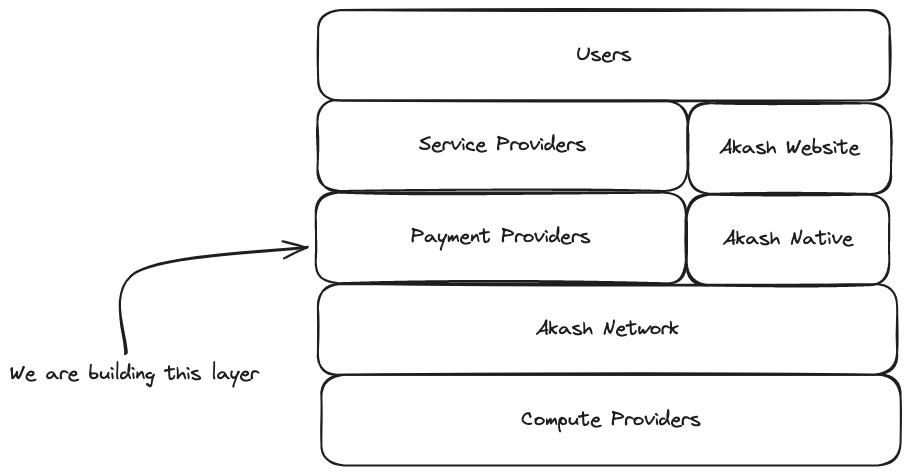 Users
Service Providers
Akash Website
Payment Providers
Akash Native
Akash Network
We are building this layer
Compute Providers